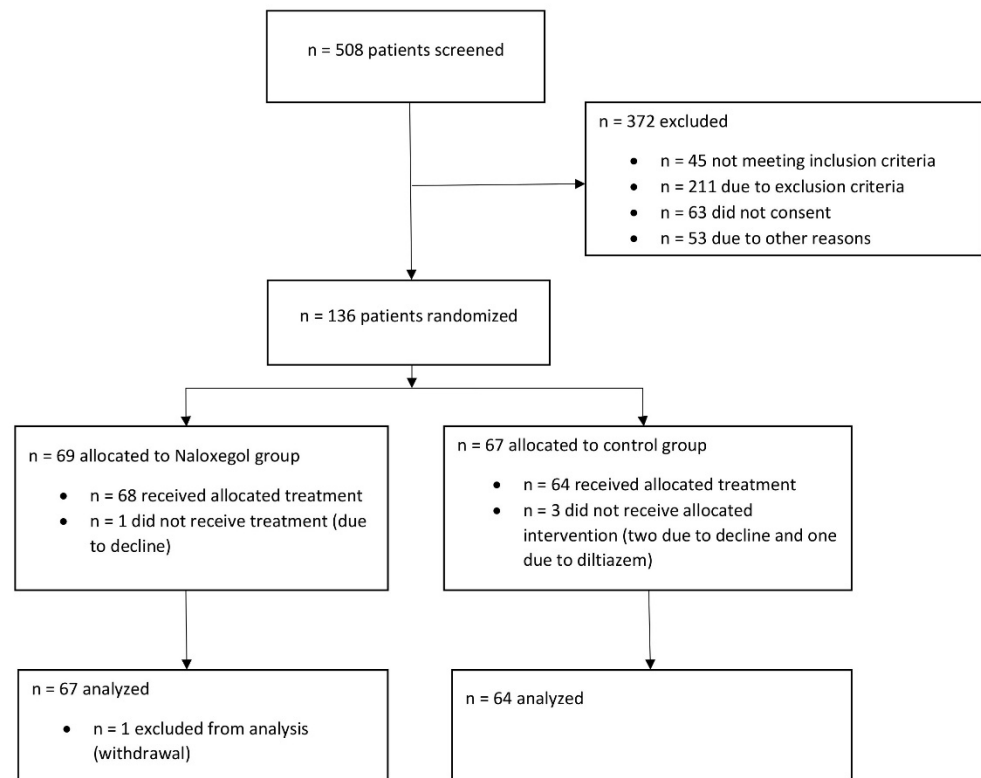 n = 508 patients screened
n = 372 excluded
• n = 45 not meeting inclusion criteria
• n = 211 due to exclusion criteria
• n = 63 did not consent
• n = 53 due to other reasons
n = 136 patients randomized
n = 69 allocated to Naloxegol group
• n = 68 received allocated treatment
• n = 1 did not receive treatment (due
to decline)
n = 67 allocated to control group
• n = 64 received allocated treatment
• n = 3 did not receive allocated
intervention (two due to decline and one
due to diltiazem)
n = 67 analyzed
• n = 1 excluded from analysis
(withdrawal)
n = 64 analyzed